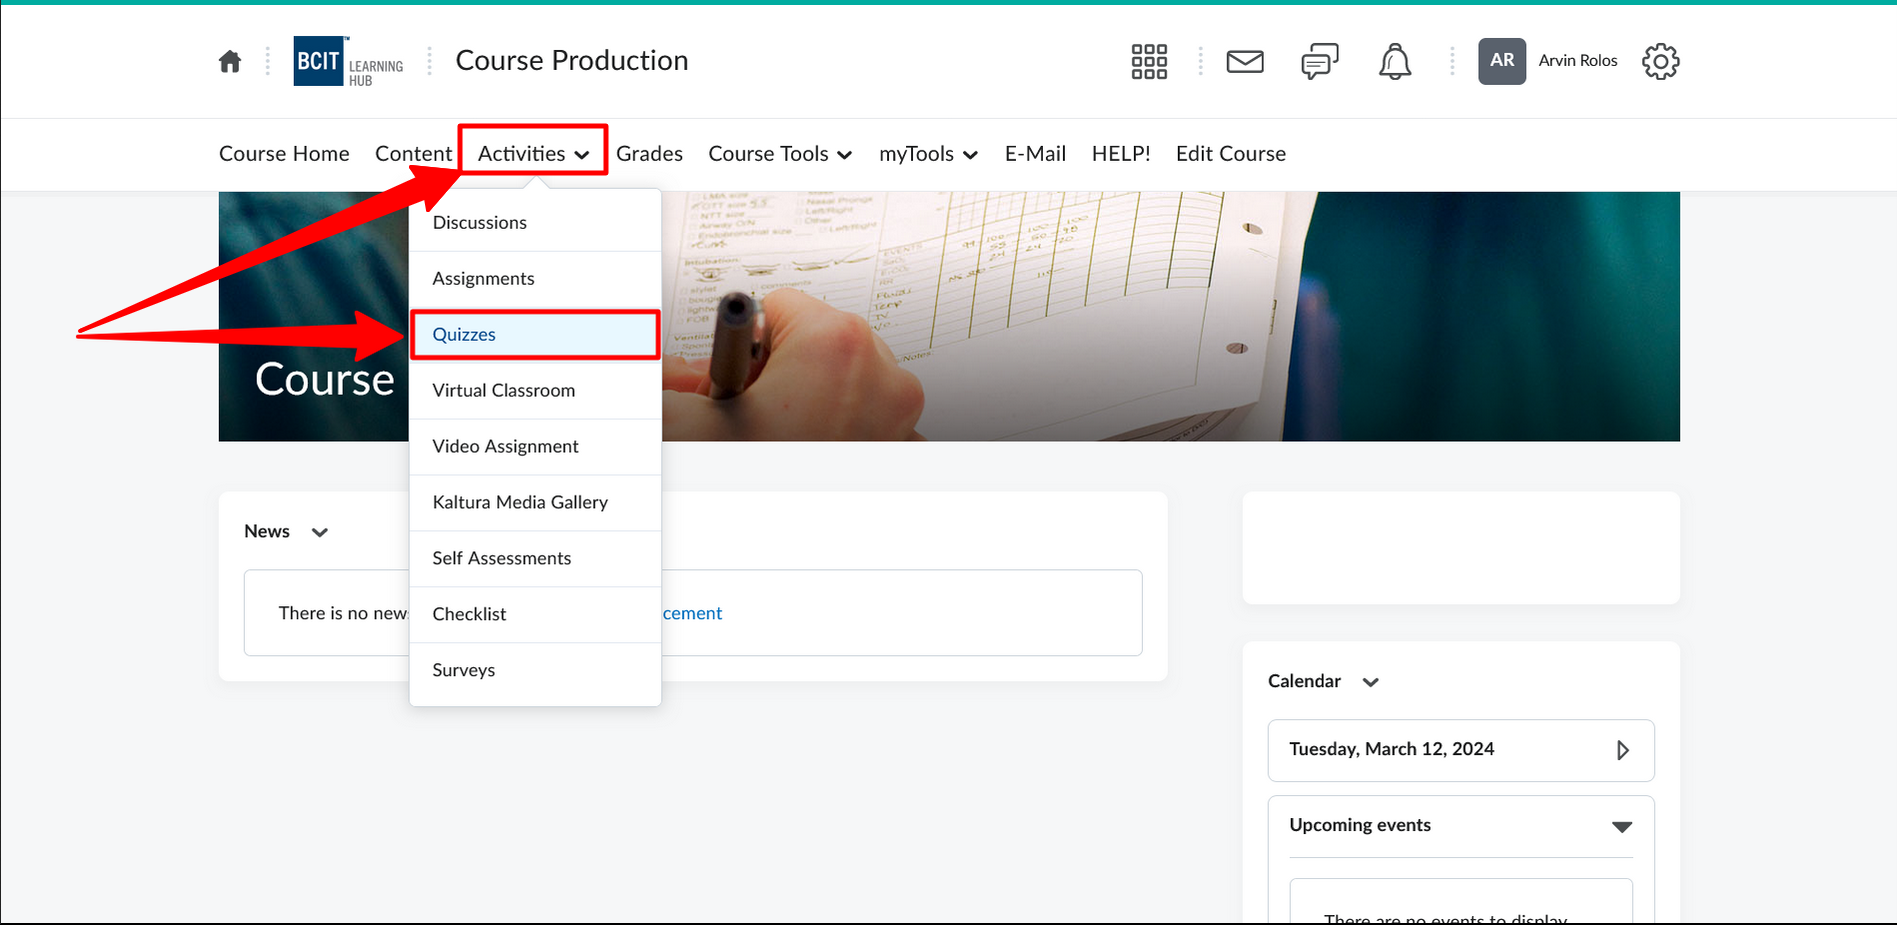 BCIT
LEARNING
HUB
Course Production
AR
Arvin Rolos
Course Home
Content
Activities
Grades
Course Tools
myTools
E-Mail
HELP!
Edit Course
Discussions
Assignments
Quizzes
Virtual Classroom
Video Assignment
Kaltura Media Gallery
Self Assessments
Checklist
Surveys
Course
News
There is no news
cement
Calendar
Tuesday, March 12, 2024
Upcoming events
There are no events to display